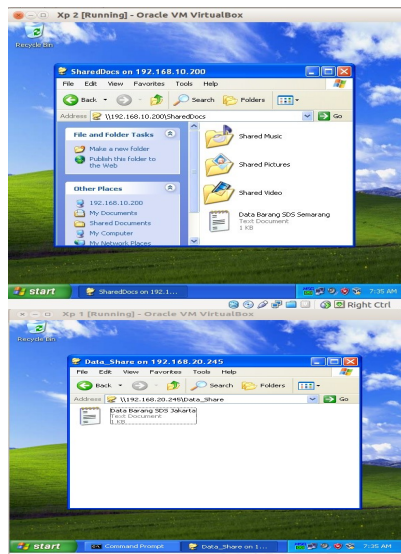 Xp 2 [Running] - Oracle VM VirtualBox
Recycle Bin
SharedDocs on 192.168.10.200
File Edit View Favorites Tools Help
Back Search Folders
Address \\192.168.10.200\SharedDocs Go
File and Folder Tasks
Make a new folder
Publish this folder to
the Web
Other Places
192.168.10.200
My Documents
Shared Documents
My Computer
My Network Places
Shared Music
Shared Pictures
Shared Video
Data Barang SDS Semarang
Text Document
1 KB
start SharedDocs on 192.1... 7:35 AM
Right Ctrl
Xp 1 [Running] - Oracle VM VirtualBox
Recycle Bin
Data_Share on 192.168.20.245
File Edit View Favorites Tools Help
Back Search Folders
Address \\192.168.20.245\Data_Share Go
Data Barang SDS Jakarta
Text Document
1 KB
start Command Prompt Data_Share on 1... 7:35 AM